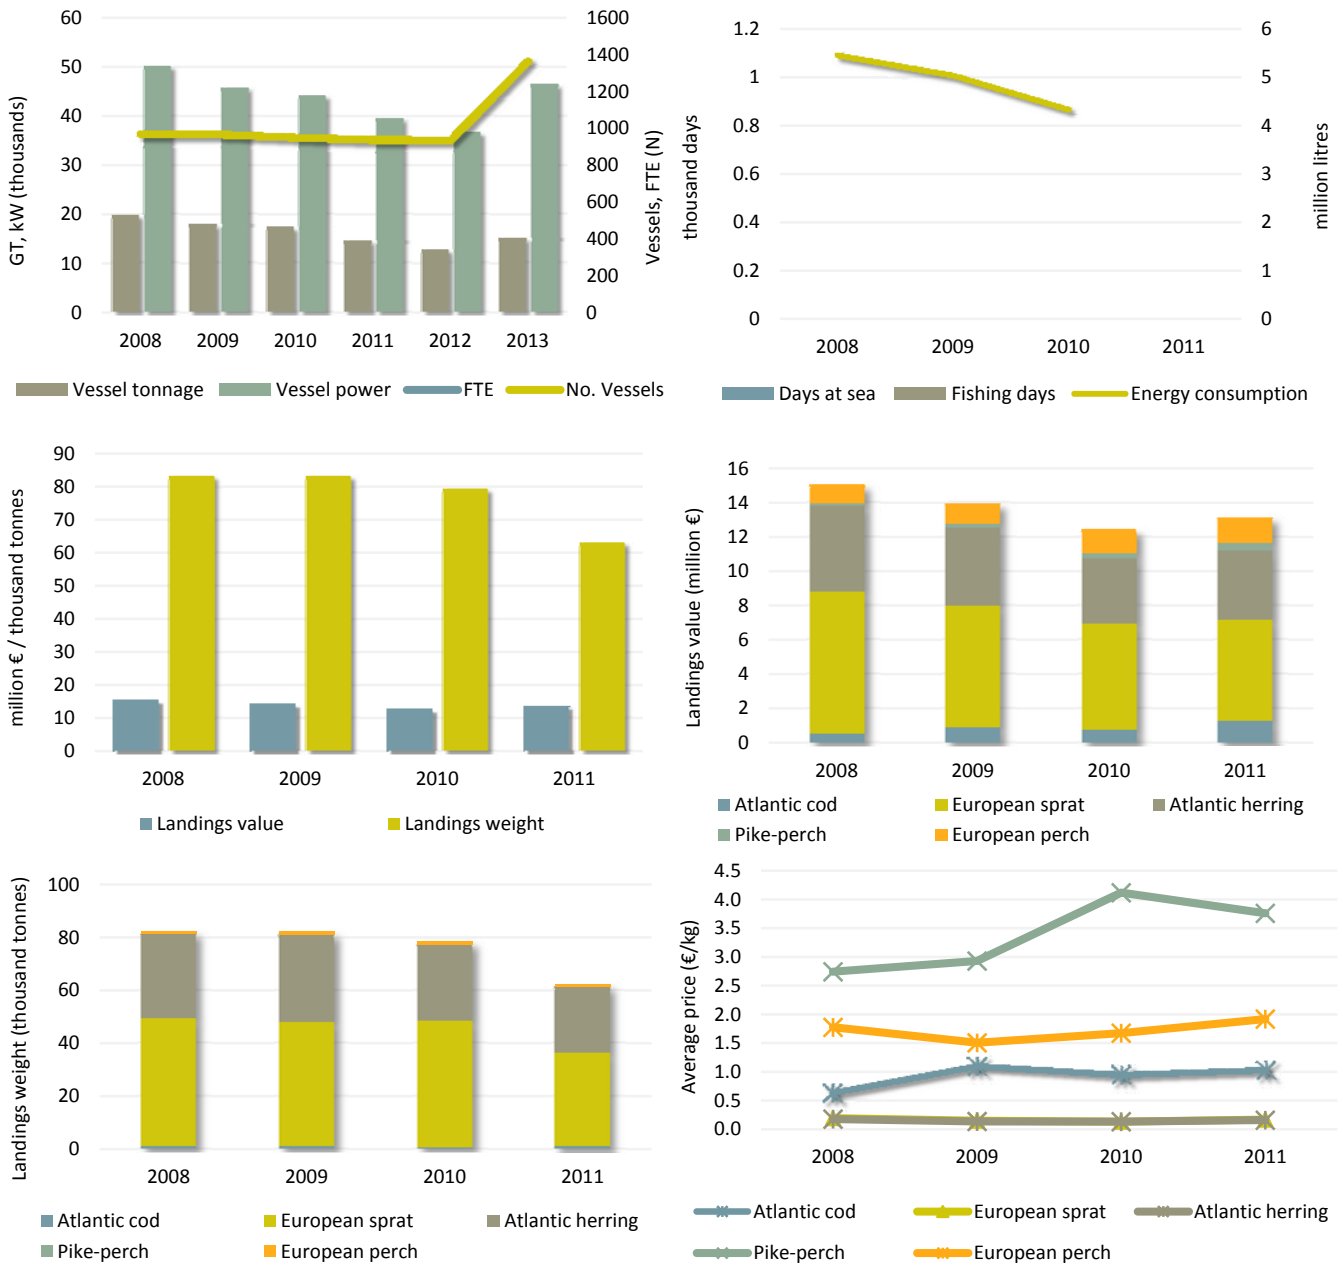 60
50
40
30
20
10
0
GT, kW (thousands)
1600
1400
1200
1000
800
600
400
200
0
Vessels, FTE (N)
2008 2009 2010 2011 2012 2013
Vessel tonnage Vessel power FTE No. Vessels
1.2
1
0.8
0.6
0.4
0.2
0
thousand days
6
5
4
3
2
1
0
million litres
2008 2009 2010 2011
Days at sea Fishing days Energy consumption
90
80
70
60
50
40
30
20
10
0
million € / thousand tonnes
2008 2009 2010 2011
Landings value Landings weight
16
14
12
10
8
6
4
2
0
Landings value (million €)
2008 2009 2010 2011
Atlantic cod European sprat Atlantic herring
Pike-perch European perch
100
80
60
40
20
0
Landings weight (thousand tonnes)
2008 2009 2010 2011
Atlantic cod European sprat Atlantic herring
Pike-perch European perch
4.5
4.0
3.5
3.0
2.5
2.0
1.5
1.0
0.5
0.0
Average price (€/kg)
2008 2009 2010 2011
Atlantic cod European sprat Atlantic herring
Pike-perch European perch